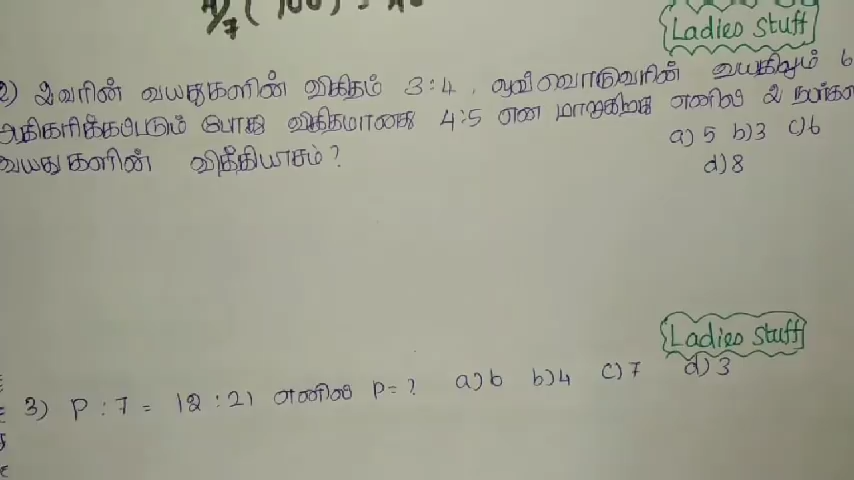 Ladies Stuff
2) இவரின் வயதுகளின் விகிதம் 3:4 . ஒவ்வொருவரின் வயதிலும் 6
அதிகரிக்கப்படும் போது விகிதமானது 4:5 என மாறுகிறது எனில் 2 நபர்களின்
a) 5 b) 3 c) 6
வயதுகளின் வித்தியாசம்?
d) 8
Ladies Stuff
3) P : 7 = 12 : 21 எனில் P = ? a) 6 b) 4 c) 7 d) 3